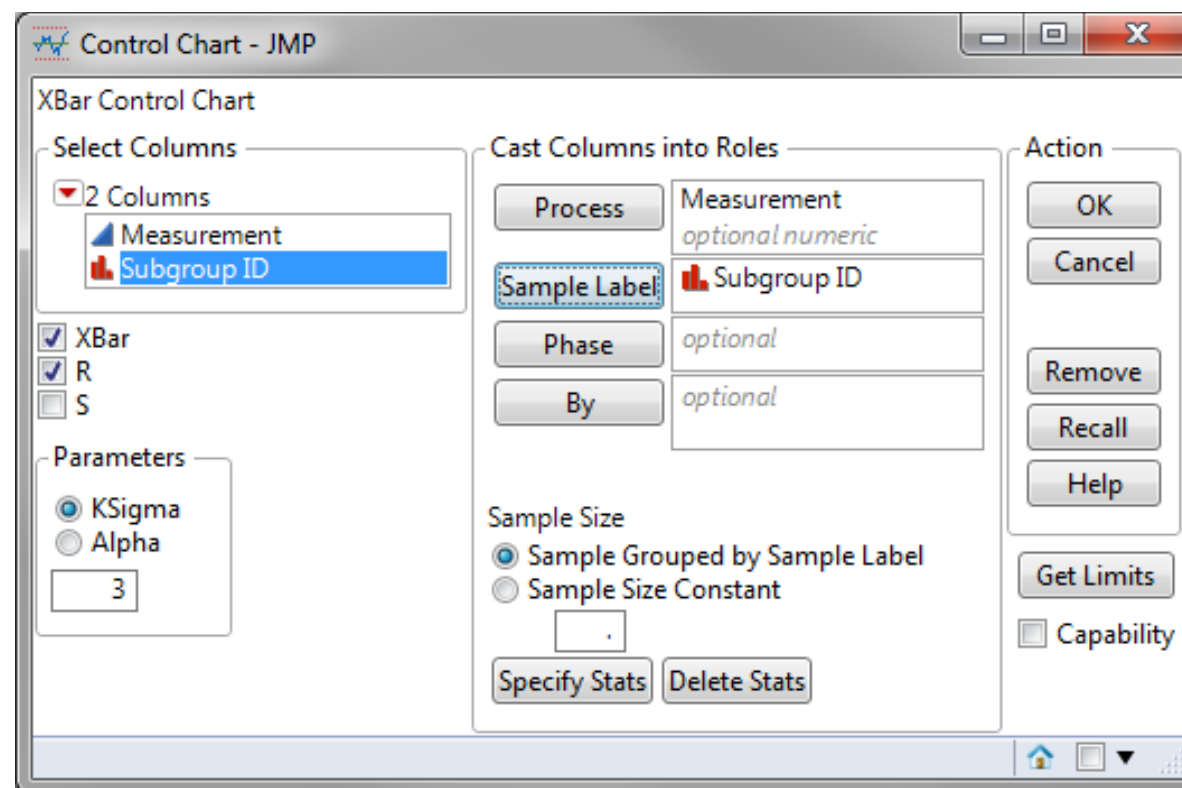 Control Chart - JMP
XBar Control Chart
Select Columns
2 Columns
Measurement
Subgroup ID
XBar
R
S
Parameters
KSigma
Alpha
3
Cast Columns into Roles
Process
Measurement
optional numeric
Sample Label
Subgroup ID
Phase
optional
By
optional
Sample Size
Sample Grouped by Sample Label
Sample Size Constant
.
Specify Stats Delete Stats
Action
OK
Cancel
Remove
Recall
Help
Get Limits
Capability